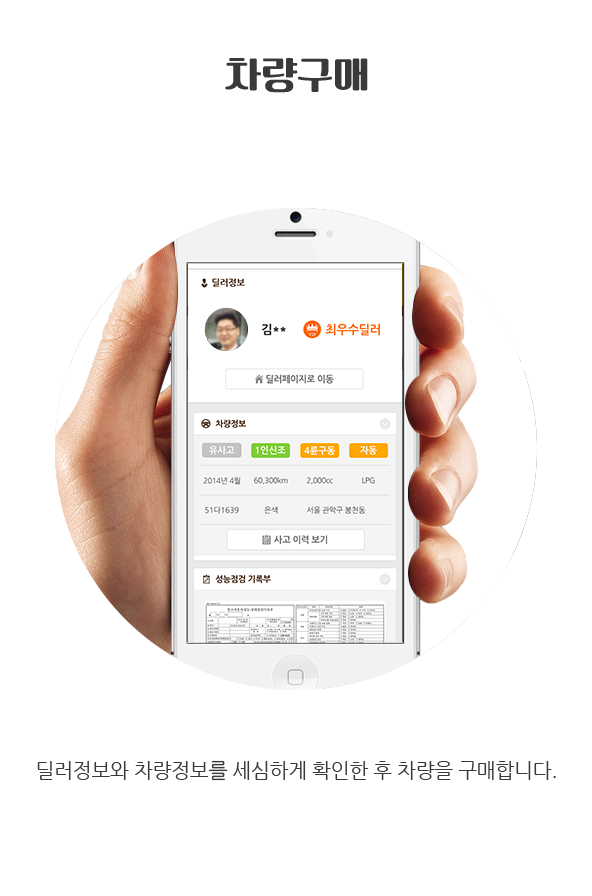 차량구매
딜러정보
김**
VIP
최우수딜러
딜러페이지로 이동
차량정보
유사고 1인신조 4륜구동 자동
2014년 4월 60,300km 2,000cc LPG
51다1639 은색 서울 관악구 봉천동
사고 이력 보기
성능점검 기록부
딜러정보와 차량정보를 세심하게 확인한 후 차량을 구매합니다.